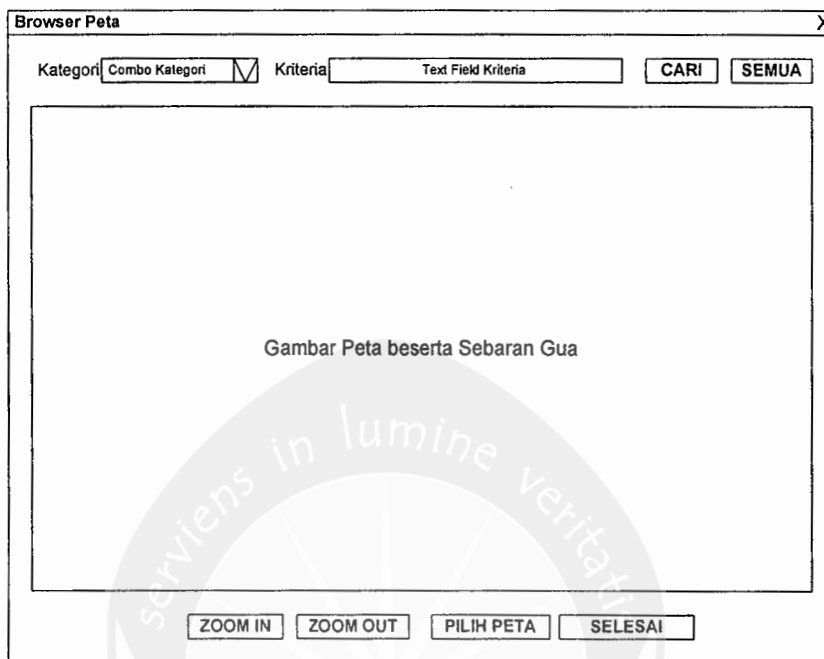 Browser Peta X
Kategori Combo Kategori Kriteria Text Field Kriteria CARI SEMUA
Gambar Peta beserta Sebaran Gua
serviens in lumine veritatis
ZOOM IN ZOOM OUT PILIH PETA SELESAI